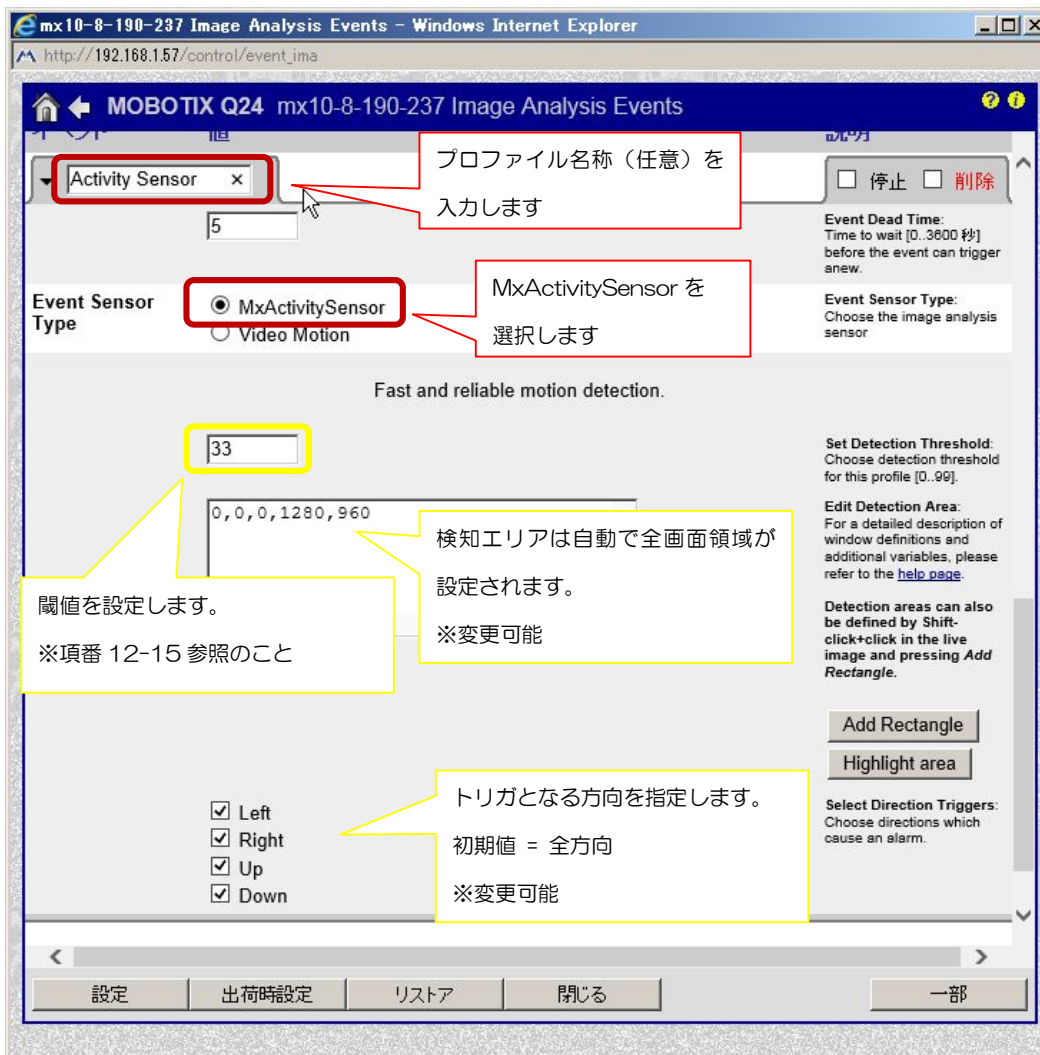 mx10-8-190-237 Image Analysis Events - Windows Internet Explorer
http://192.168.1.57/control/event_ima
MOBOTIX Q24 mx10-8-190-237 Image Analysis Events
イベント 値 説明
Activity Sensor ×
停止 削除
プロファイル名称（任意）を
入力します
5
Event Dead Time:
Time to wait [0..3600 秒]
before the event can trigger
anew.
Event Sensor
Type
MxActivitySensor
Video Motion
MxActivitySensor を
選択します
Event Sensor Type:
Choose the image analysis
sensor
Fast and reliable motion detection.
33
Set Detection Threshold:
Choose detection threshold
for this profile [0..99].
0,0,0,1280,960
検知エリアは自動で全画面領域が
設定されます。
※変更可能
Edit Detection Area:
For a detailed description of
window definitions and
additional variables, please
refer to the help page.
閾値を設定します。
※項番 12-15 参照のこと
Detection areas can also
be defined by Shift-
click+click in the live
image and pressing Add
Rectangle.
Add Rectangle
Highlight area
Left
Right
Up
Down
トリガとなる方向を指定します。
初期値 = 全方向
※変更可能
Select Direction Triggers:
Choose directions which
cause an alarm.
設定 出荷時設定 リストア 閉じる 一部